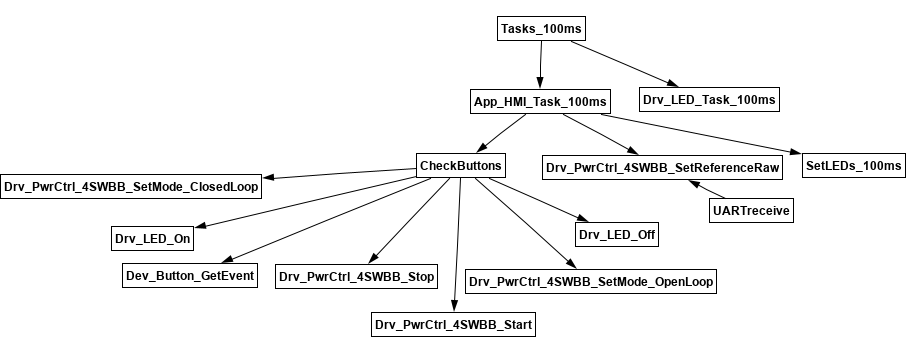 Tasks_100ms
App_HMI_Task_100ms
Drv_LED_Task_100ms
CheckButtons
Drv_PwrCtrl_4SWBB_SetReferenceRaw
SetLEDs_100ms
Drv_PwrCtrl_4SWBB_SetMode_ClosedLoop
UARTreceive
Drv_LED_On
Drv_LED_Off
Dev_Button_GetEvent
Drv_PwrCtrl_4SWBB_Stop
Drv_PwrCtrl_4SWBB_SetMode_OpenLoop
Drv_PwrCtrl_4SWBB_Start